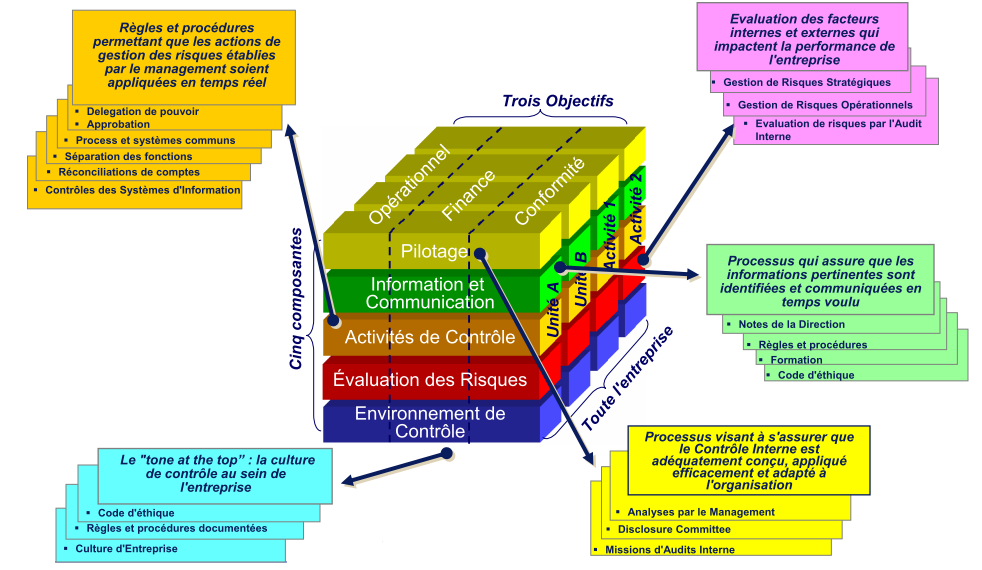 Règles et procédures
permettant que les actions de
gestion des risques établies
par le management soient
appliquées en temps réel
▪ Delegation de pouvoir
▪ Approbation
▪ Process et systèmes communs
▪ Séparation des fonctions
▪ Réconciliations de comptes
▪ Contrôles des Systèmes d'Information
Evaluation des facteurs
internes et externes qui
impactent la performance de
l'entreprise
▪ Gestion de Risques Stratégiques
▪ Gestion de Risques Opérationnels
▪ Evaluation de risques par l'Audit
Interne
Trois Objectifs
Opérationnel
Finance
Conformité
Cinq composantes
Pilotage
Information et
Communication
Activités de Contrôle
Évaluation des Risques
Environnement de
Contrôle
Unité A
Unité B
Activité 1
Activité 2
Toute l'entreprise
Processus qui assure que les
informations pertinentes sont
identifiées et communiquées en
temps voulu
▪ Notes de la Direction
▪ Règles et procédures
▪ Formation
▪ Code d'éthique
Le "tone at the top” : la culture
de contrôle au sein de
l'entreprise
▪ Code d'éthique
▪ Règles et procédures documentées
▪ Culture d'Entreprise
Processus visant à s'assurer que
le Contrôle Interne est
adéquatement conçu, appliqué
efficacement et adapté à
l'organisation
▪ Analyses par le Management
▪ Disclosure Committee
▪ Missions d'Audits Interne